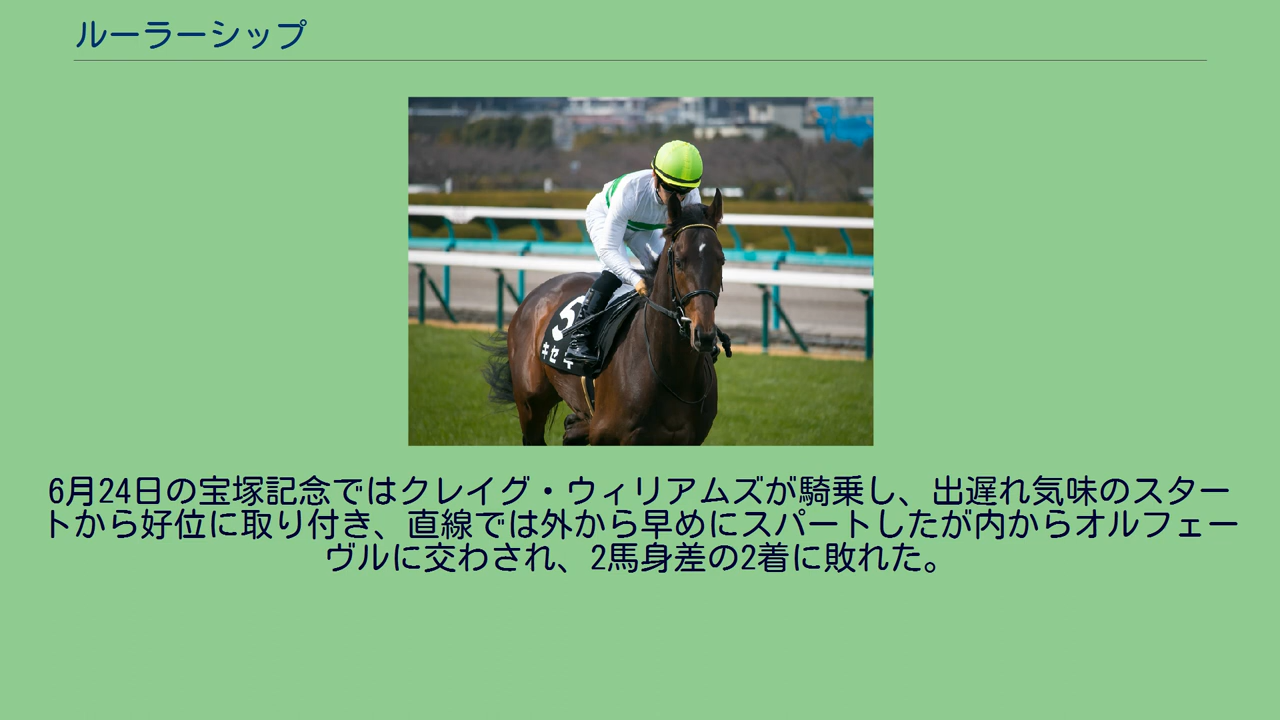 ルーラーシップ
5
キセキ
6月24日の宝塚記念ではクレイグ・ウィリアムズが騎乗し、出遅れ気味のスター
トから好位に取り付き、直線では外から早めにスパートしたが内からオルフェー
ヴルに交わされ、2馬身差の2着に敗れた。